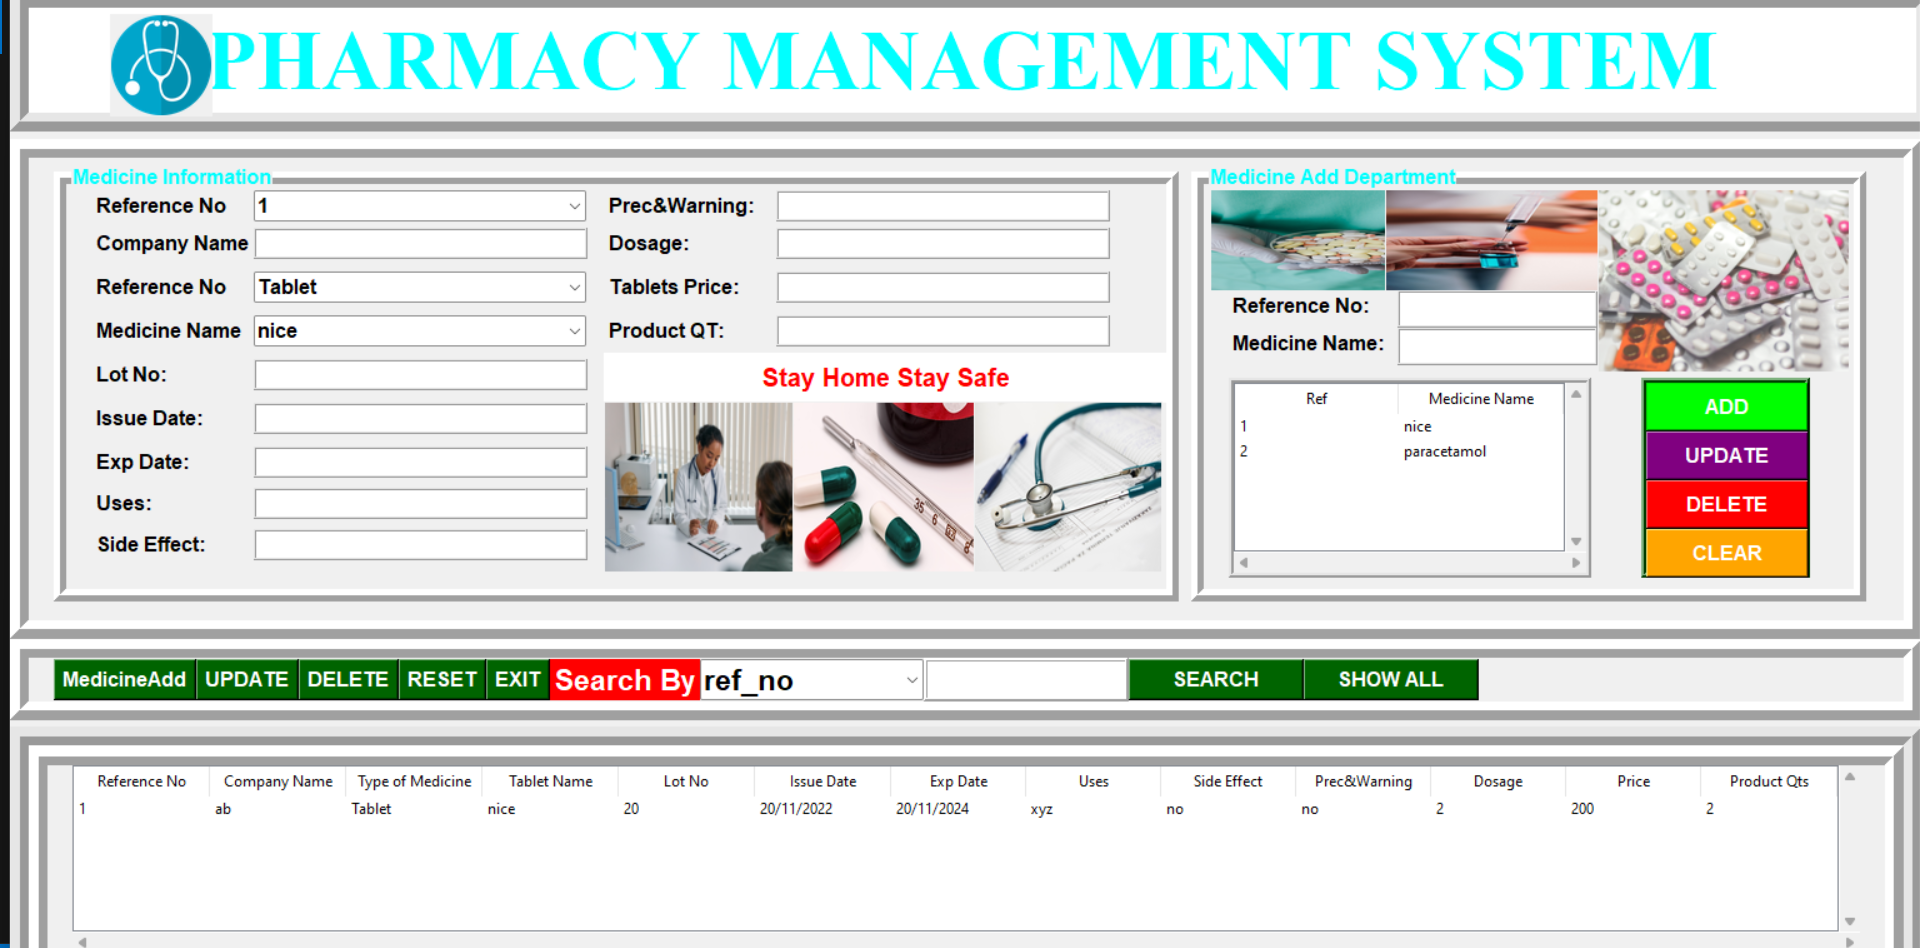 PHARMACY MANAGEMENT SYSTEM
Medicine Information
Reference No 1
Company Name
Reference No Tablet
Medicine Name nice
Lot No:
Issue Date:
Exp Date:
Uses:
Side Effect:
Prec&Warning:
Dosage:
Tablets Price:
Product QT:
Stay Home Stay Safe
35 6
Medicine Add Department
Reference No:
Medicine Name:
Ref Medicine Name
1 nice
2 paracetamol
ADD
UPDATE
DELETE
CLEAR
MedicineAdd UPDATE DELETE RESET EXIT Search By ref_no SEARCH SHOW ALL
Reference No Company Name Type of Medicine Tablet Name Lot No Issue Date Exp Date Uses Side Effect Prec&Warning Dosage Price Product Qts
1 ab Tablet nice 20 20/11/2022 20/11/2024 xyz no no 2 200 2